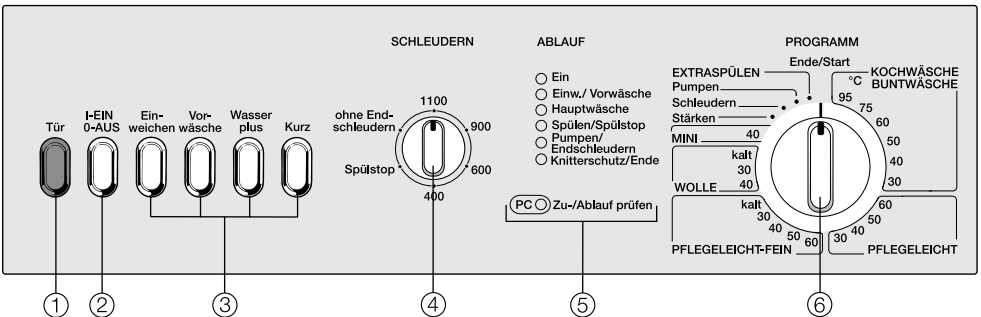 SCHLEUDERN
ABLAUF
PROGRAMM
Tür
I-EIN
0-AUS
Ein-
weichen
Vor-
wäsche
Wasser
plus
Kurz
1100
ohne End-
schleudern
900
Spülstop
600
400
Ein
Einw./ Vorwäsche
Hauptwäsche
Spülen/Spülstop
Pumpen/
Endschleudern
Knitterschutz/Ende
PC Zu-/Ablauf prüfen
Ende/Start
EXTRASPÜLEN
Pumpen
Schleudern
Stärken
°C
KOCHWÄSCHE
BUNTWÄSCHE
95
75
60
50
40
30
40
MINI
kalt
30
40
WOLLE
kalt
30
40
50
60
PFLEGELEICHT-FEIN
60
50
40
30
PFLEGELEICHT
1
2
3
4
5
6